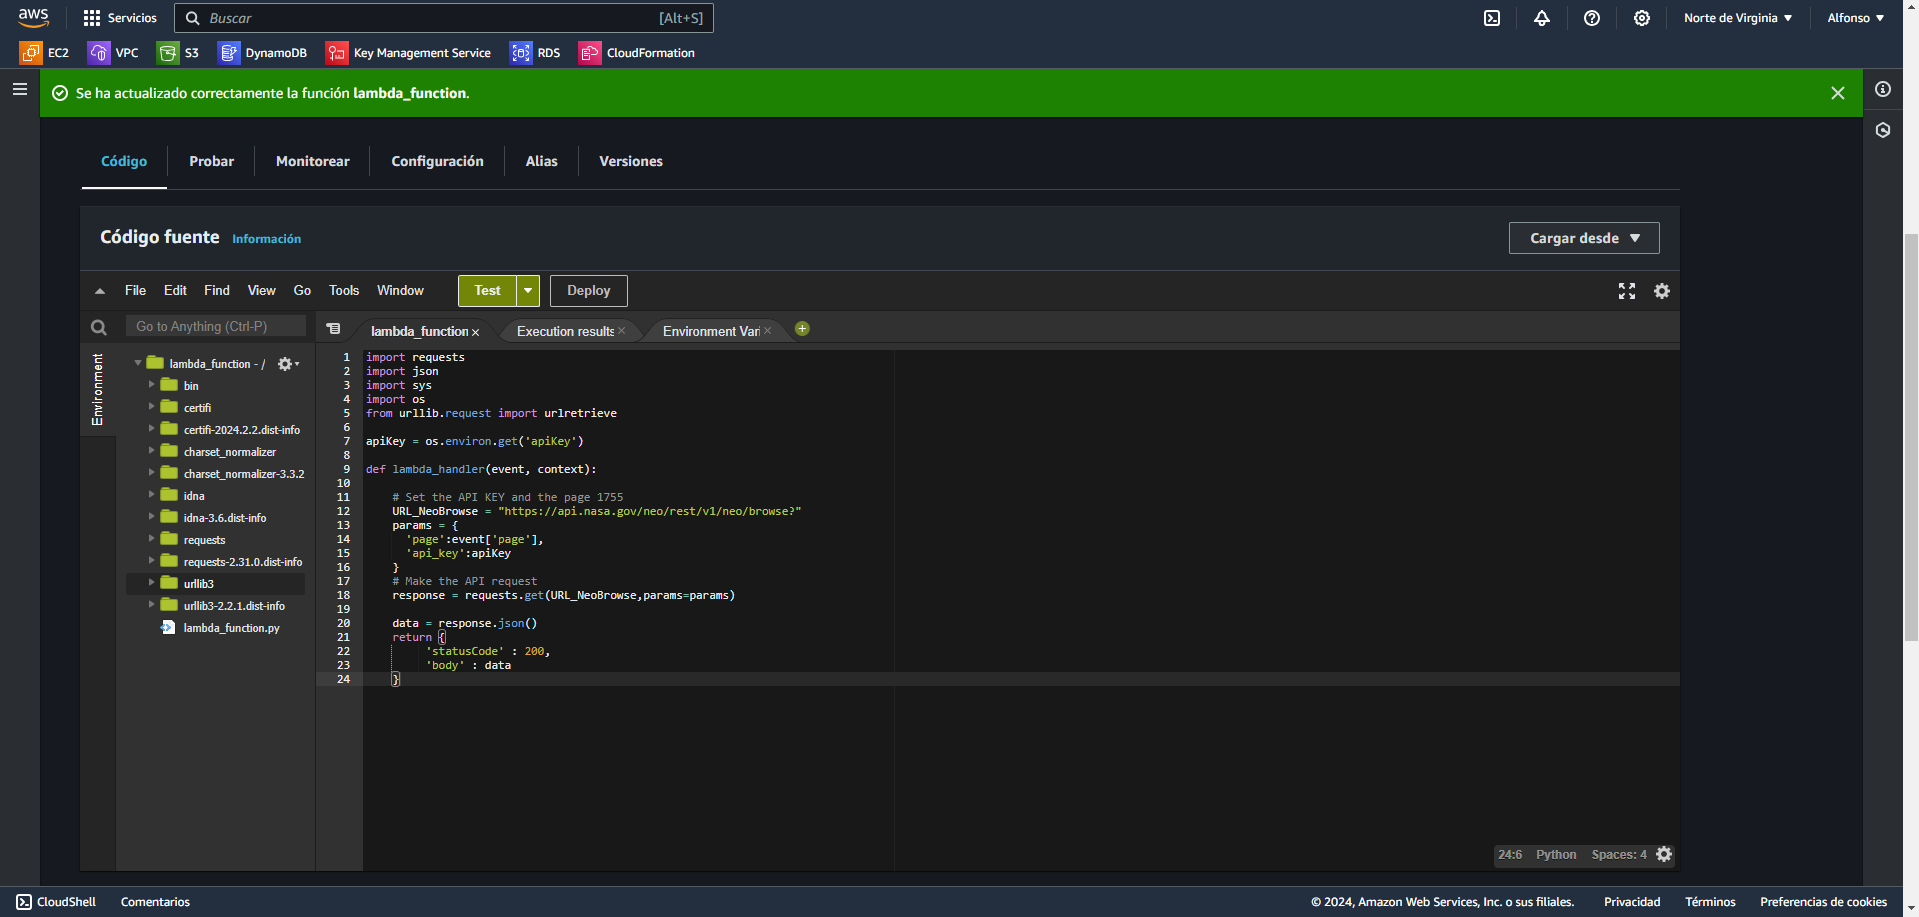 aws Servicios Buscar [Alt+S] Norte de Virginia Alfonso
EC2 VPC S3 DynamoDB Key Management Service RDS CloudFormation
Se ha actualizado correctamente la función lambda_function.
Código Probar Monitorear Configuración Alias Versiones
Código fuente Información Cargar desde
File Edit Find View Go Tools Window Test Deploy
Go to Anything (Ctrl-P)
lambda_function Execution results Environment Var
Environment
lambda_function - /
bin
certifi
certifi-2024.2.2.dist-info
charset_normalizer
charset_normalizer-3.3.2
idna
idna-3.6.dist-info
requests
requests-2.31.0.dist-info
urllib3
urllib3-2.2.1.dist-info
lambda_function.py
1 import requests
2 import json
3 import sys
4 import os
5 from urllib.request import urlretrieve
6
7 apiKey = os.environ.get('apiKey')
8
9 def lambda_handler(event, context):
10
11 # Set the API KEY and the page 1755
12 URL_NeoBrowse = "https://api.nasa.gov/neo/rest/v1/neo/browse?"
13 params = {
14 'page':event['page'],
15 'api_key':apiKey
16 }
17 # Make the API request
18 response = requests.get(URL_NeoBrowse,params=params)
19
20 data = response.json()
21 return {
22 'statusCode' : 200,
23 'body' : data
24 }
24:6 Python Spaces: 4
CloudShell Comentarios © 2024, Amazon Web Services, Inc. o sus filiales. Privacidad Términos Preferencias de cookies